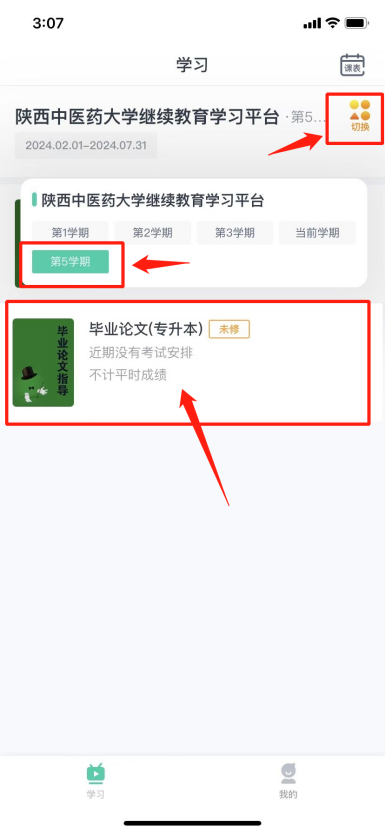 3:07
学习
课表
陕西中医药大学继续教育学习平台 ·第5...
切换
2024.02.01-2024.07.31
陕西中医药大学继续教育学习平台
第1学期 第2学期 第3学期 当前学期
第5学期
毕业论文指导
毕业论文(专升本) 未修
近期没有考试安排
不计平时成绩
学习 我的